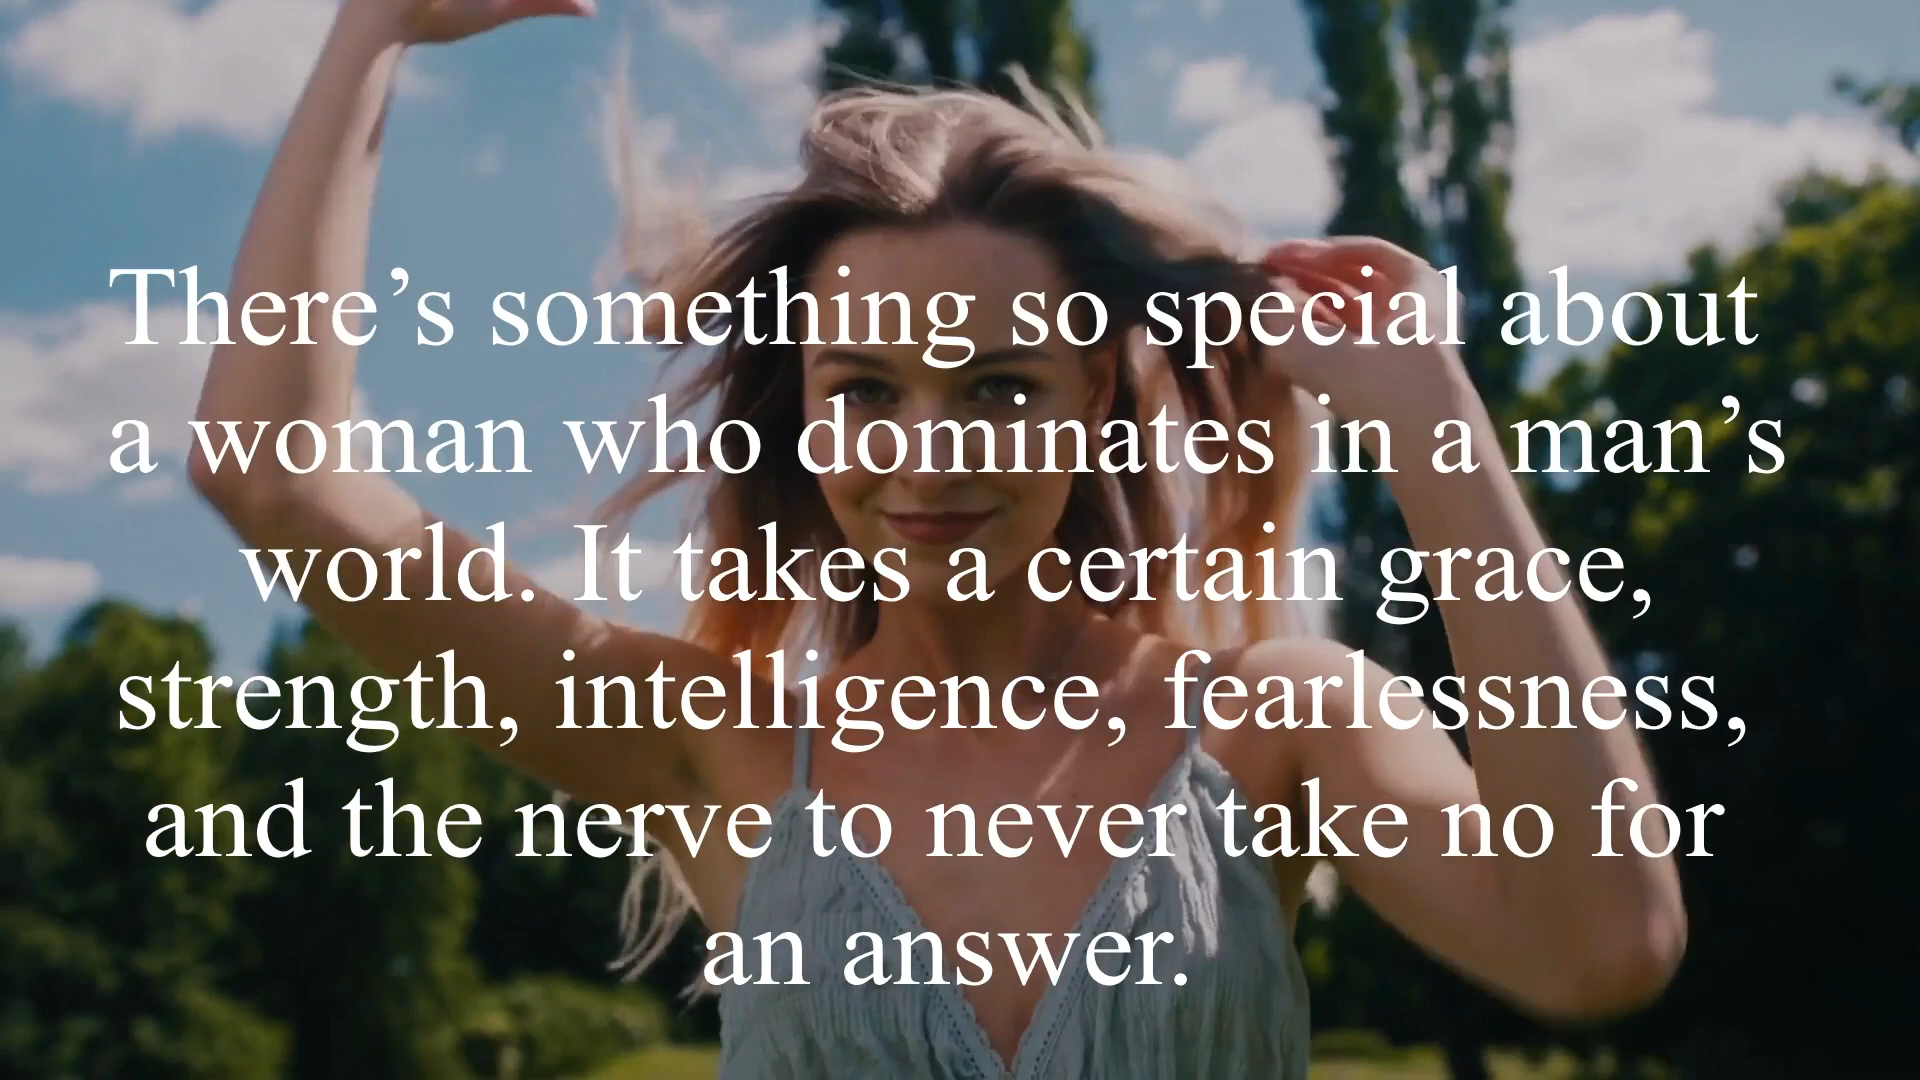 There’s something so special about
a woman who dominates in a man’s
world. It takes a certain grace,
strength, intelligence, fearlessness,
and the nerve to never take no for
an answer.